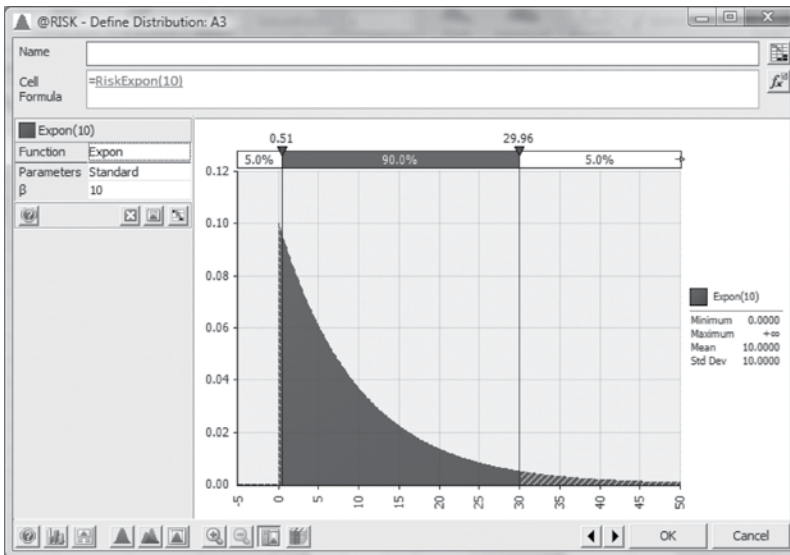 @RISK - Define Distribution: A3
Name
Cell Formula
=RiskExpon(10)
Expon(10)
Function Expon
Parameters Standard
β 10
0.51 29.96
5.0% 90.0% 5.0%
0.12
0.10
0.08
0.06
0.04
0.02
0.00
-5 0 5 10 15 20 25 30 35 40 45 50
Expon(10)
Minimum 0.0000
Maximum +∞
Mean 10.0000
Std Dev 10.0000
OK Cancel